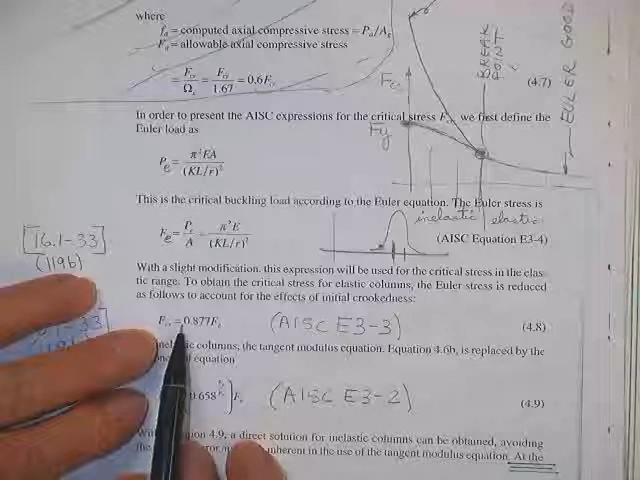 where
fa = computed axial compressive stress = Pa/Ag
Fa = allowable axial compressive stress
= Fcr/Ωc = Fcr/1.67 = 0.6Fcr (4.7)
Fcr
BREAK POINT
EULER GOOD
In order to present the AISC expressions for the critical stress Fcr, we first define the
Euler load as
Fy
Pe = π²EA/(KL/r)²
This is the critical buckling load according to the Euler equation. The Euler stress is
inelastic elastic
Fe = Pe/A = π²E/(KL/r)² (AISC Equation E3-4)
[16.1-33]
(196)
With a slight modification, this expression will be used for the critical stress in the elas-
tic range. To obtain the critical stress for elastic columns, the Euler stress is reduced
as follows to account for the effects of initial crookedness:
Fcr = 0.877Fe (AISC E3-3) (4.8)
inelastic columns, the tangent modulus equation. Equation 4.6b, is replaced by the
equation
0.658^Fy/Fe]Fy (AISC E3-2) (4.9)
With 4.9, a direct solution for inelastic columns can be obtained, avoiding
the inherent in the use of the tangent modulus equation. At the